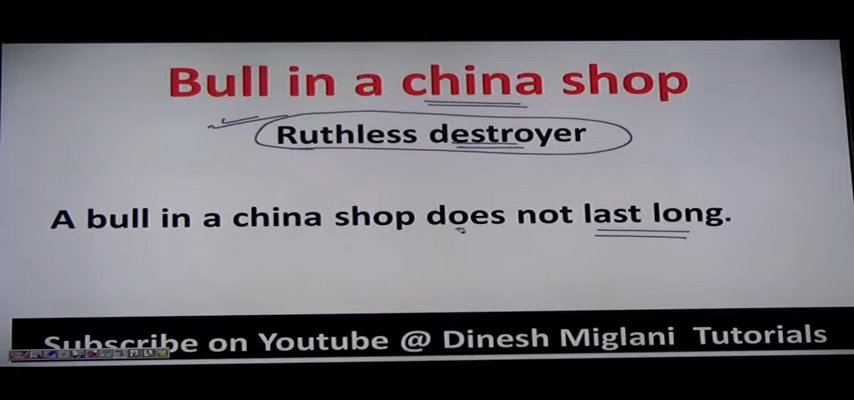 Bull in a china shop
Ruthless destroyer
A bull in a china shop does not last long.
Subscribe on Youtube @ Dinesh Miglani Tutorials